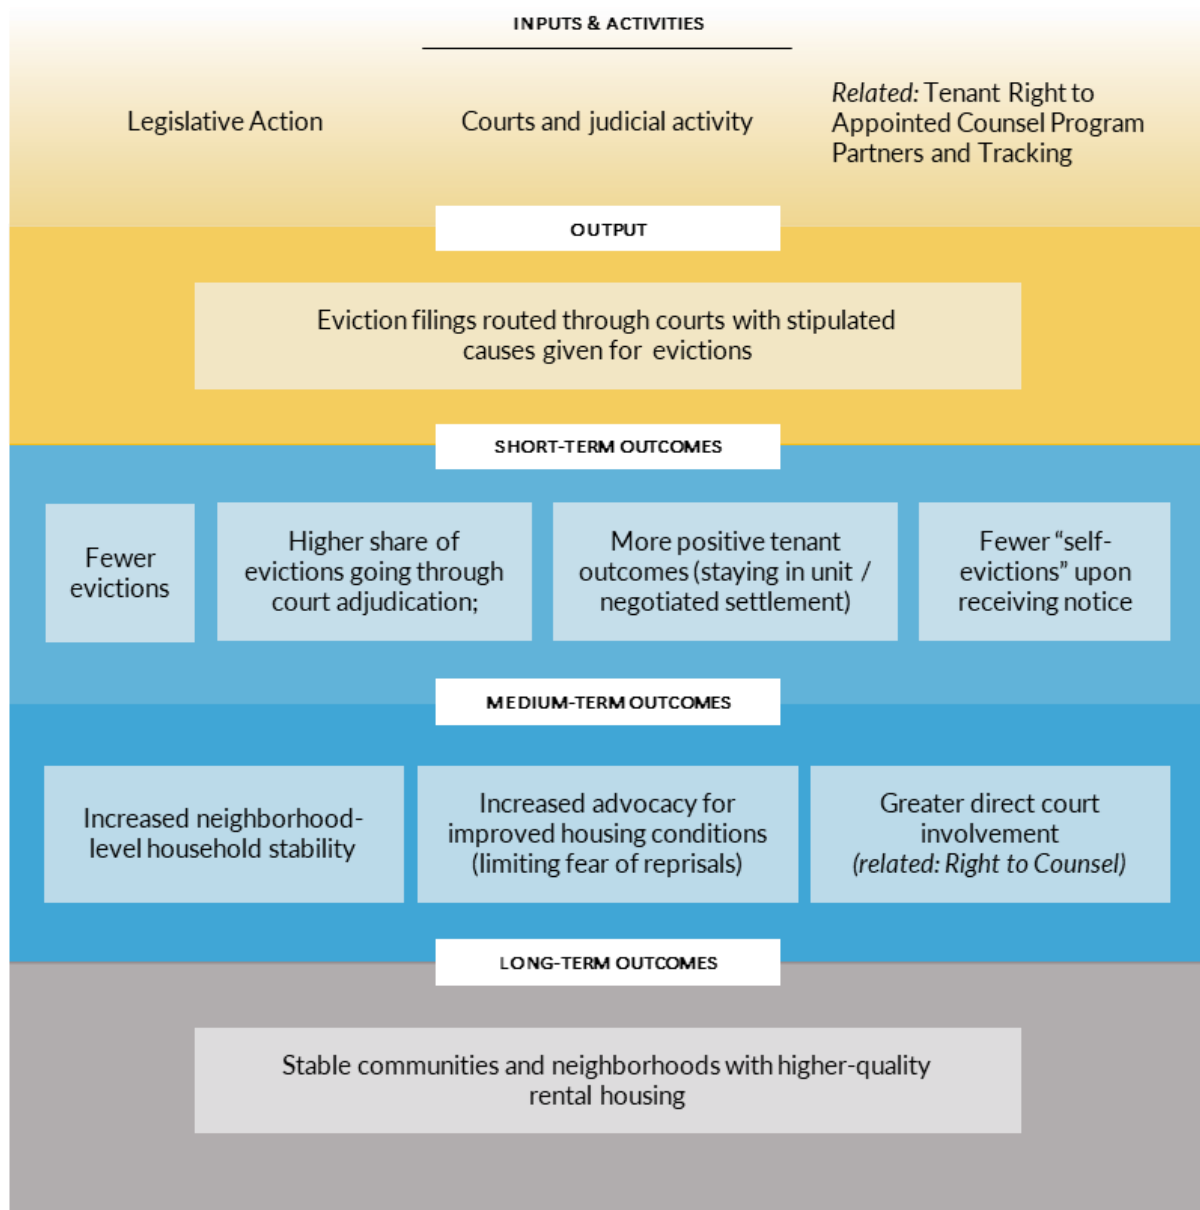 INPUTS & ACTIVITIES
Legislative Action
Courts and judicial activity
Related: Tenant Right to
Appointed Counsel Program
Partners and Tracking
OUTPUT
Eviction filings routed through courts with stipulated
causes given for evictions
SHORT-TERM OUTCOMES
Fewer
evictions
Higher share of
evictions going through
court adjudication;
More positive tenant
outcomes (staying in unit /
negotiated settlement)
Fewer “self-
evictions” upon
receiving notice
MEDIUM-TERM OUTCOMES
Increased neighborhood-
level household stability
Increased advocacy for
improved housing conditions
(limiting fear of reprisals)
Greater direct court
involvement
(related: Right to Counsel)
LONG-TERM OUTCOMES
Stable communities and neighborhoods with higher-quality
rental housing